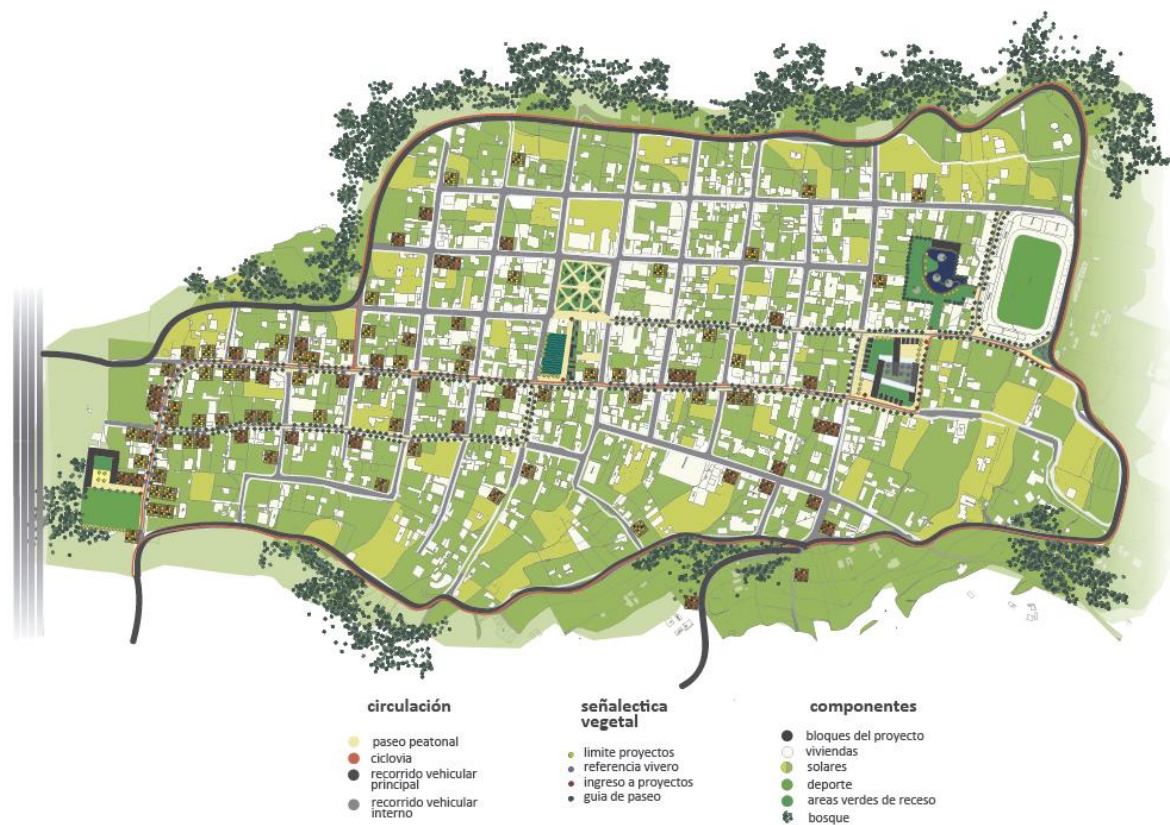 circulación
paseo peatonal
ciclovia
recorrido vehicular
principal
recorrido vehicular
interno
señalectica
vegetal
limite proyectos
referencia vivero
ingreso a proyectos
guia de paseo
componentes
bloques del proyecto
viviendas
solares
deporte
areas verdes de receso
bosque